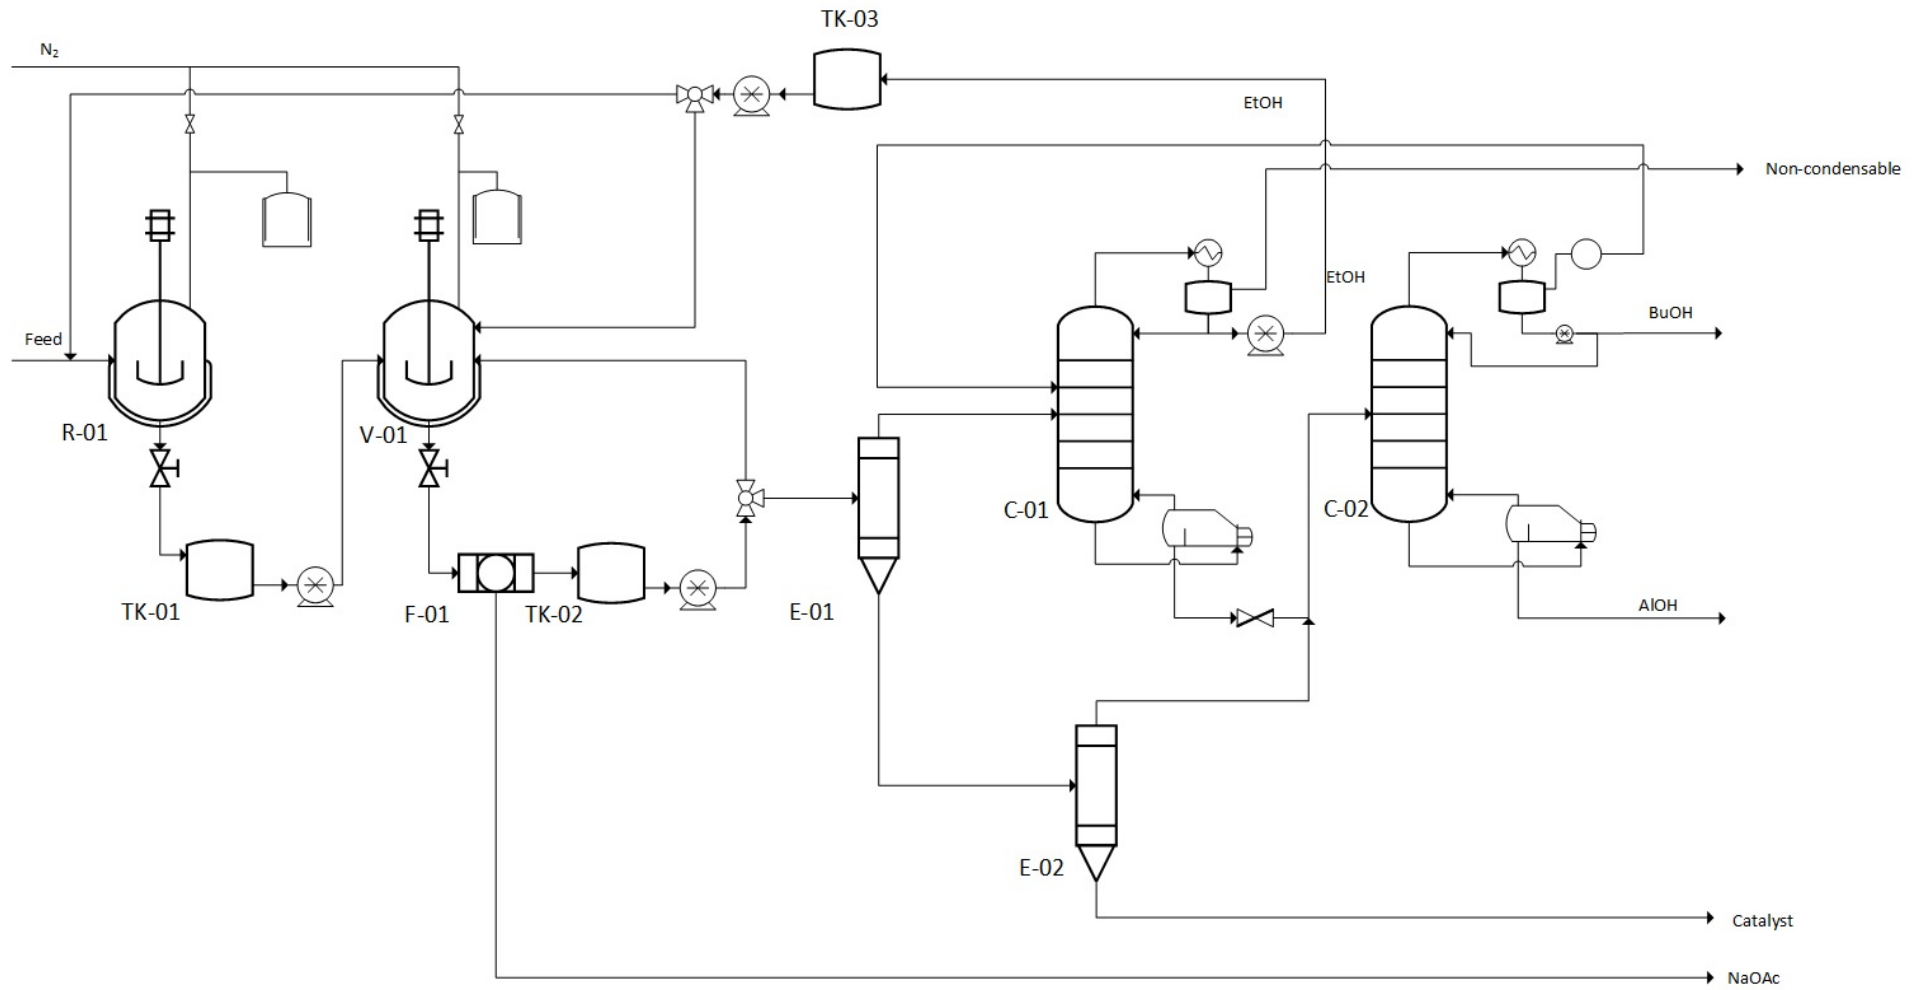 TK-03
N₂
EtOH
Non-condensable
EtOH
BuOH
Feed
R-01
V-01
C-01
C-02
TK-01
F-01
TK-02
E-01
AlOH
E-02
Catalyst
NaOAc